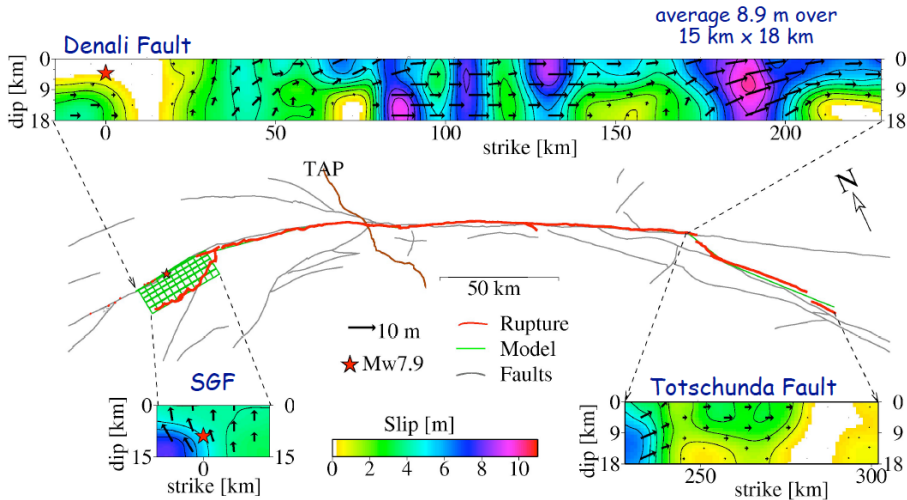 Denali Fault
average 8.9 m over
15 km x 18 km
dip [km]
0
9
18
0
9
18
0
50
100
150
200
strike [km]
TAP
N
50 km
10 m
Mw7.9
Rupture
Model
Faults
SGF
dip [km]
0
15
0
15
0
strike [km]
Slip [m]
0
2
4
6
8
10
Totschunda Fault
dip [km]
0
9
18
0
9
18
250
300
strike [km]